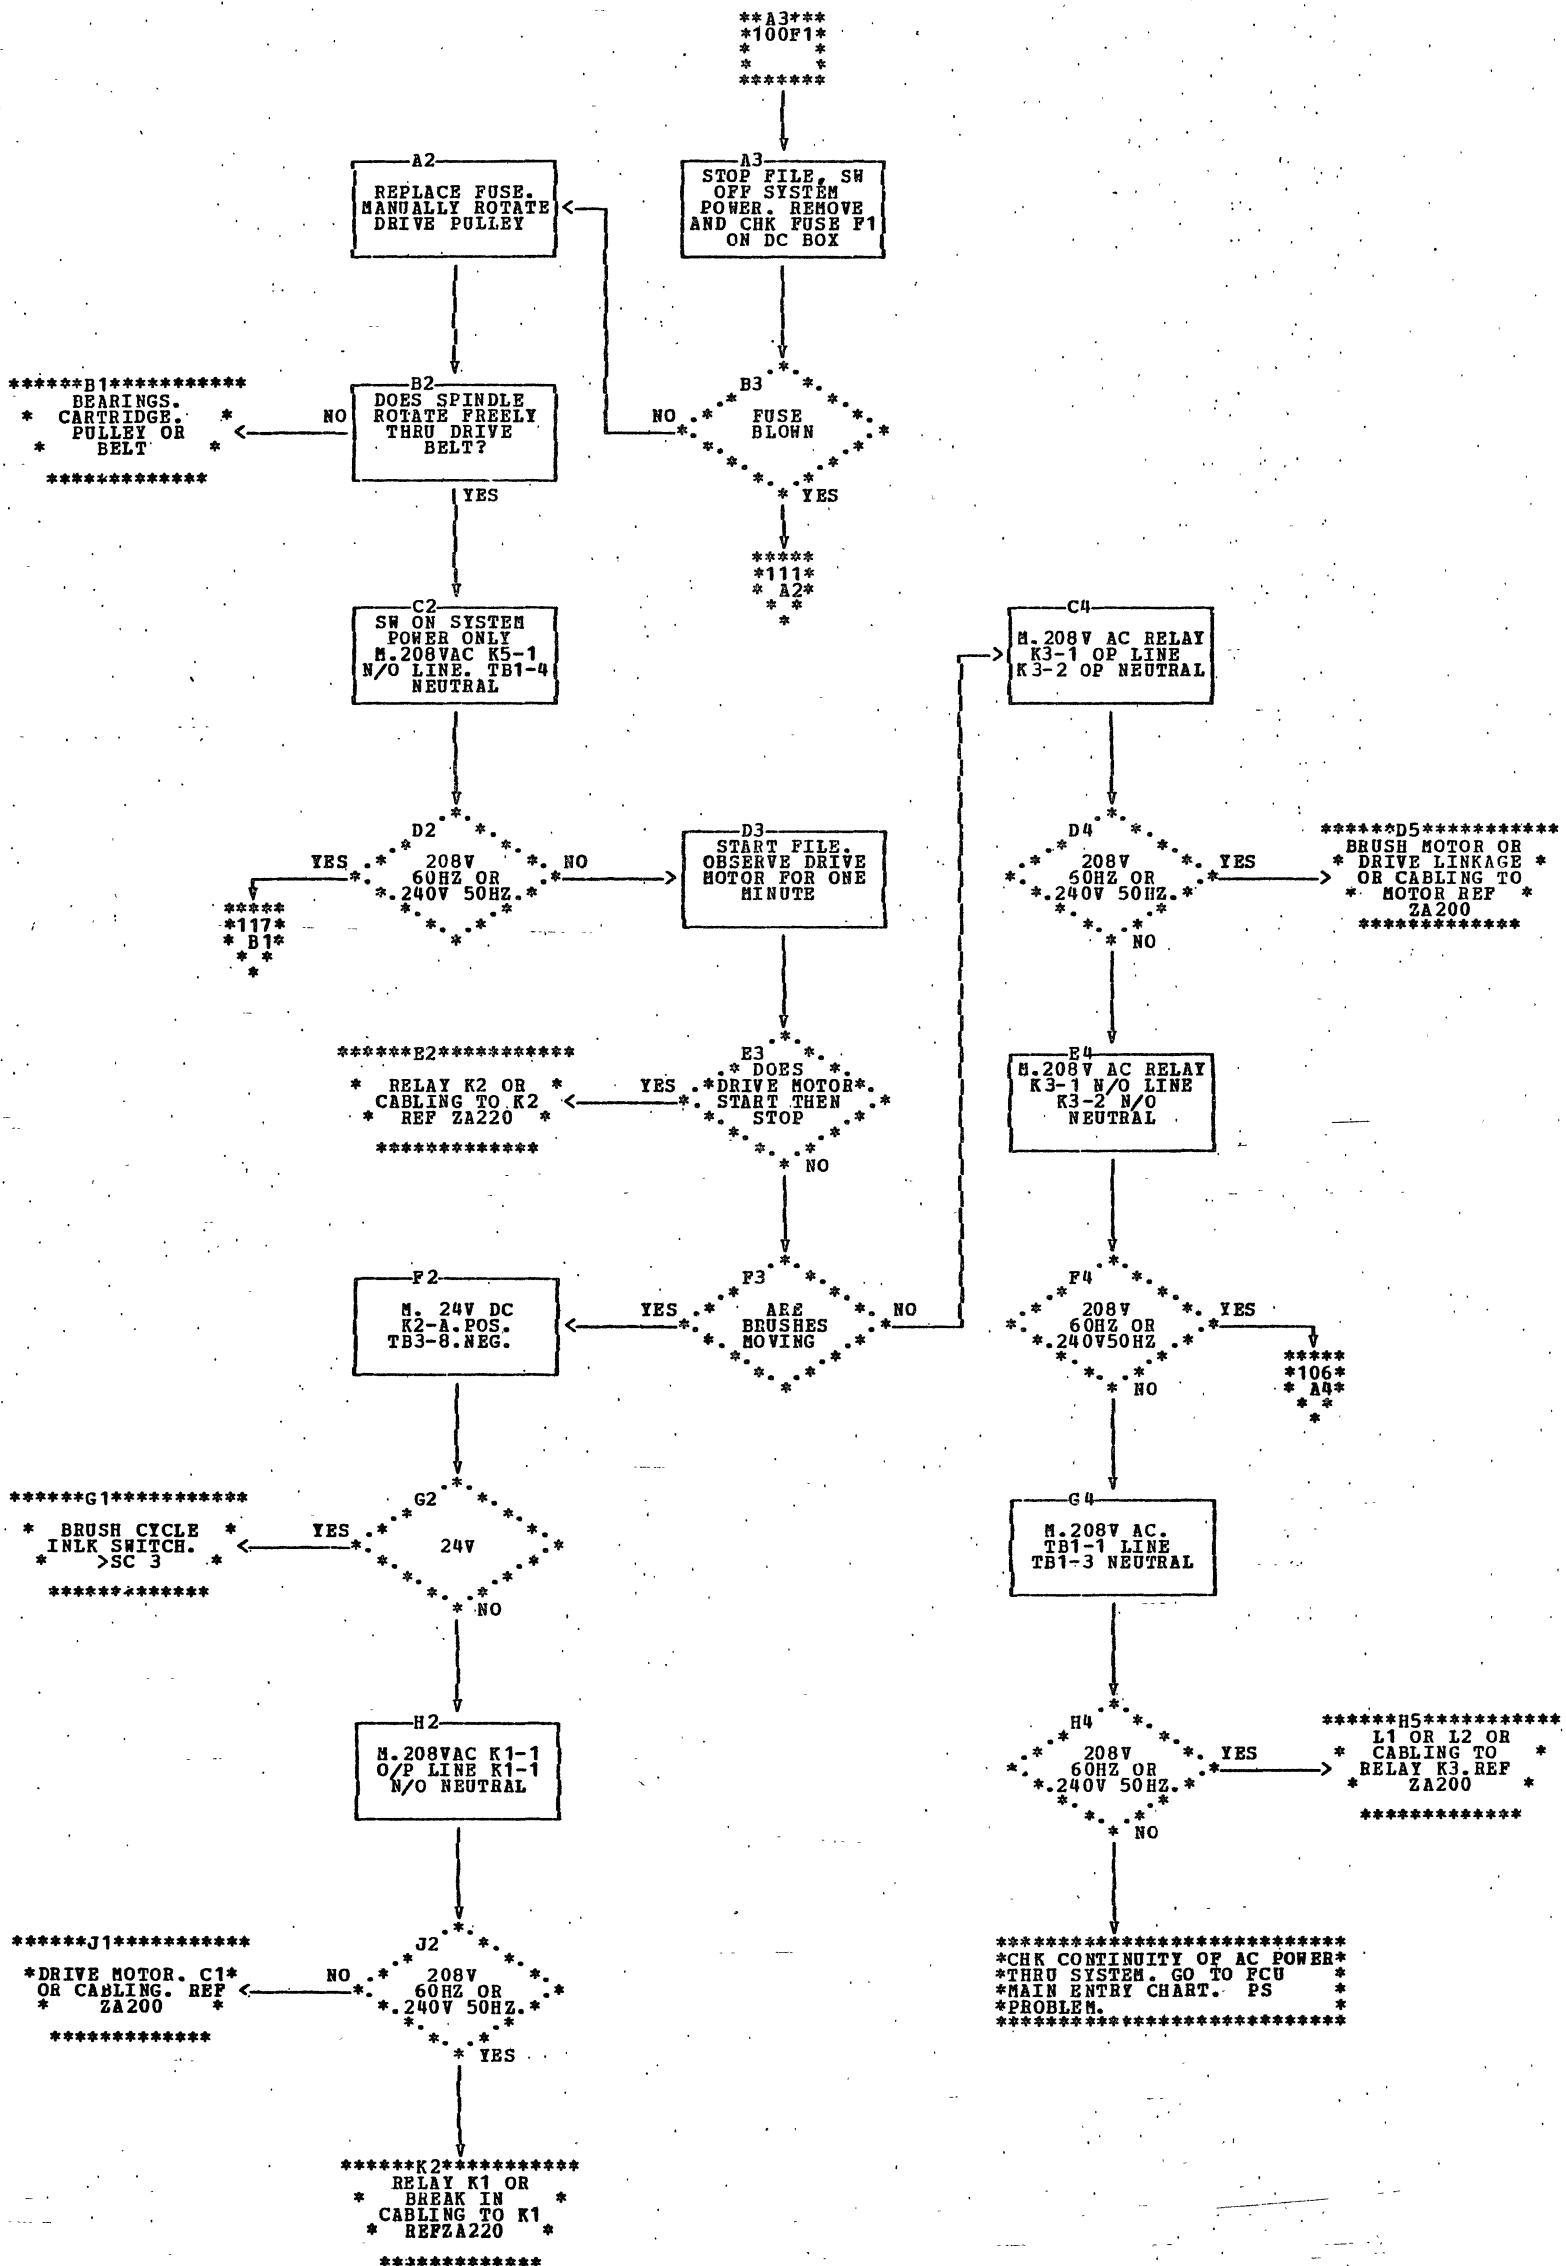 **A3***
*100F1*
* *
* *
*******
A2
REPLACE FUSE.
MANUALLY ROTATE
DRIVE PULLEY
A3
STOP FILE, SW
OFF SYSTEM
POWER. REMOVE
AND CHK FUSE F1
ON DC BOX
******B1***********
BEARINGS.
* CARTRIDGE. *
PULLEY OR
* BELT *
*************
NO
B2
DOES SPINDLE
ROTATE FREELY
THRU DRIVE
BELT?
YES
NO
B3
FUSE
BLOWN
YES
*****
*111*
* A2*
* *
*
C2
SW ON SYSTEM
POWER ONLY
M.208VAC K5-1
N/O LINE. TB1-4
NEUTRAL
C4
M.208V AC RELAY
K3-1 OP LINE
K3-2 OP NEUTRAL
D2
YES
208V
60HZ OR
240V 50HZ.
NO
*****
*117*
* B1*
* *
*
D3
START FILE.
OBSERVE DRIVE
MOTOR FOR ONE
MINUTE
D4
208V
60HZ OR
240V 50HZ.
YES
NO
******D5***********
BRUSH MOTOR OR
* DRIVE LINKAGE *
OR CABLING TO
* MOTOR REF *
ZA200
*************
******E2***********
* RELAY K2 OR *
CABLING TO K2
* REF ZA220 *
*************
YES
E3
DOES
DRIVE MOTOR
START THEN
STOP
NO
E4
M.208V AC RELAY
K3-1 N/O LINE
K3-2 N/O
NEUTRAL
F2
M. 24V DC
K2-A.POS.
TB3-8.NEG.
YES
F3
ARE
BRUSHES
MOVING
NO
F4
208V
60HZ OR
240V50HZ
YES
NO
*****
*106*
* A4*
* *
*
******G1***********
* BRUSH CYCLE *
INLK SWITCH.
* >SC 3 *
*************
YES
G2
24V
NO
G4
M.208V AC.
TB1-1 LINE
TB1-3 NEUTRAL
H2
M.208VAC K1-1
O/P LINE K1-1
N/O NEUTRAL
H4
208V
60HZ OR
240V 50HZ.
YES
NO
******H5***********
L1 OR L2 OR
* CABLING TO *
RELAY K3.REF
* ZA200 *
*************
******J1***********
*DRIVE MOTOR. C1*
OR CABLING. REF
* ZA200 *
*************
NO
J2
208V
60HZ OR
240V 50HZ.
YES
***************************
*CHK CONTINUITY OF AC POWER*
*THRU SYSTEM. GO TO FCU *
*MAIN ENTRY CHART. PS *
*PROBLEM. *
***************************
******K2***********
RELAY K1 OR
* BREAK IN *
CABLING TO K1
* REFZA220 *
*************